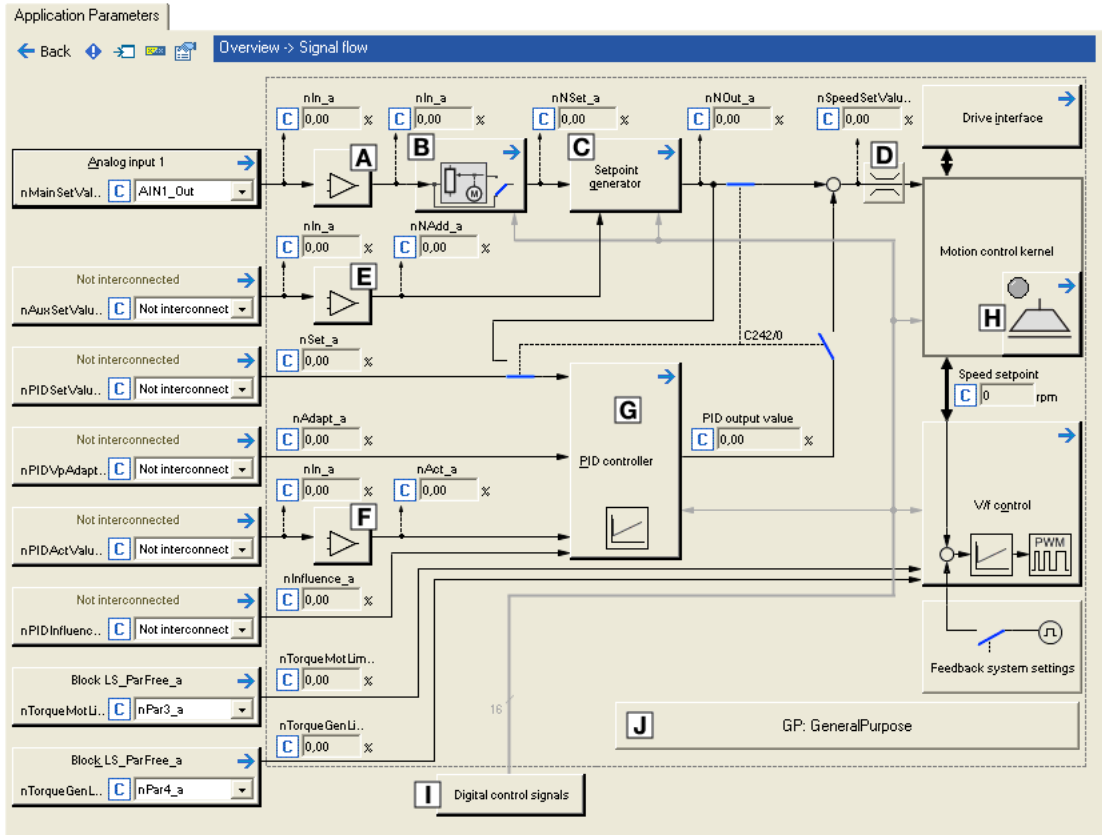 Application Parameters
Back
Overview -> Signal flow
nIn_a
C 0,00 %
nIn_a
C 0,00 %
nNSet_a
C 0,00 %
nNOut_a
C 0,00 %
nSpeedSetValu..
C 0,00 %
Drive interface
Analog input 1
nMainSetVal.. C AIN1_Out
A
B
M
C
Setpoint generator
D
nIn_a
C 0,00 %
nNAdd_a
C 0,00 %
Motion control kernel
Not interconnected
nAuxSetValu.. C Not interconnect
E
H
nSet_a
C 0,00 %
C242/0
Not interconnected
nPIDSetValu.. C Not interconnect
Speed setpoint
C 0 rpm
G
PID controller
nAdapt_a
C 0,00 %
PID output value
C 0,00 %
Not interconnected
nPIDVpAdapt.. C Not interconnect
nIn_a
C 0,00 %
nAct_a
C 0,00 %
Not interconnected
nPIDActValu.. C Not interconnect
F
V/f control
PWM
nInfluence_a
C 0,00 %
Not interconnected
nPIDInfluenc.. C Not interconnect
Feedback system settings
nTorqueMotLim..
C 0,00 %
Block LS_ParFree_a
nTorqueMotLi.. C nPar3_a
16
nTorqueGenLi..
C 0,00 %
J
GP: GeneralPurpose
Block LS_ParFree_a
nTorqueGenL.. C nPar4_a
I
Digital control signals